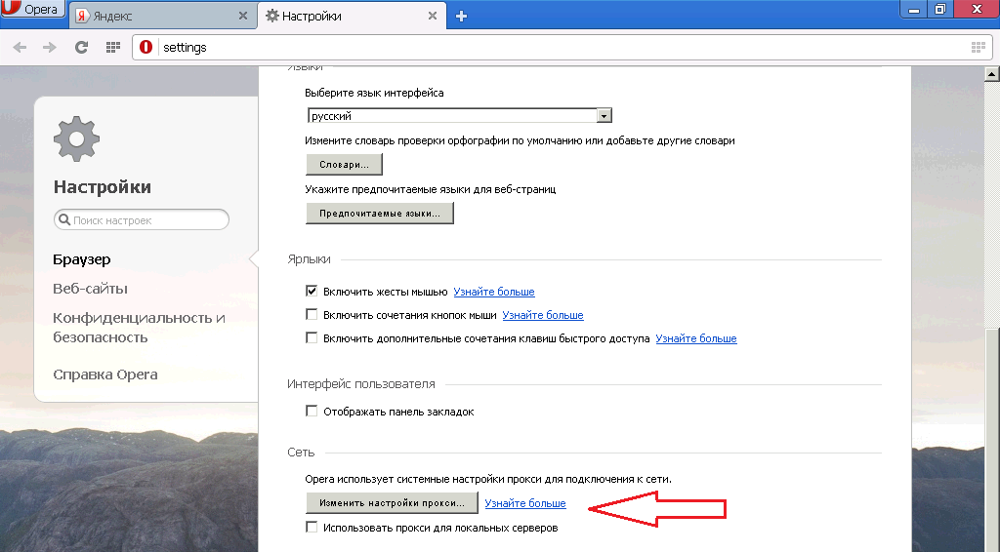 Opera
Яндекс
Настройки
settings
Языки
Выберите язык интерфейса
русский
Измените словарь проверки орфографии по умолчанию или добавьте другие словари
Словари...
Укажите предпочитаемые языки для веб-страниц
Предпочитаемые языки...
Настройки
Поиск настроек
Браузер
Веб-сайты
Конфиденциальность и
безопасность
Справка Opera
Ярлыки
Включить жесты мышью Узнайте больше
Включить сочетания кнопок мыши Узнайте больше
Включить дополнительные сочетания клавиш быстрого доступа Узнайте больше
Интерфейс пользователя
Отображать панель закладок
Сеть
Opera использует системные настройки прокси для подключения к сети.
Изменить настройки прокси... Узнайте больше
Использовать прокси для локальных серверов